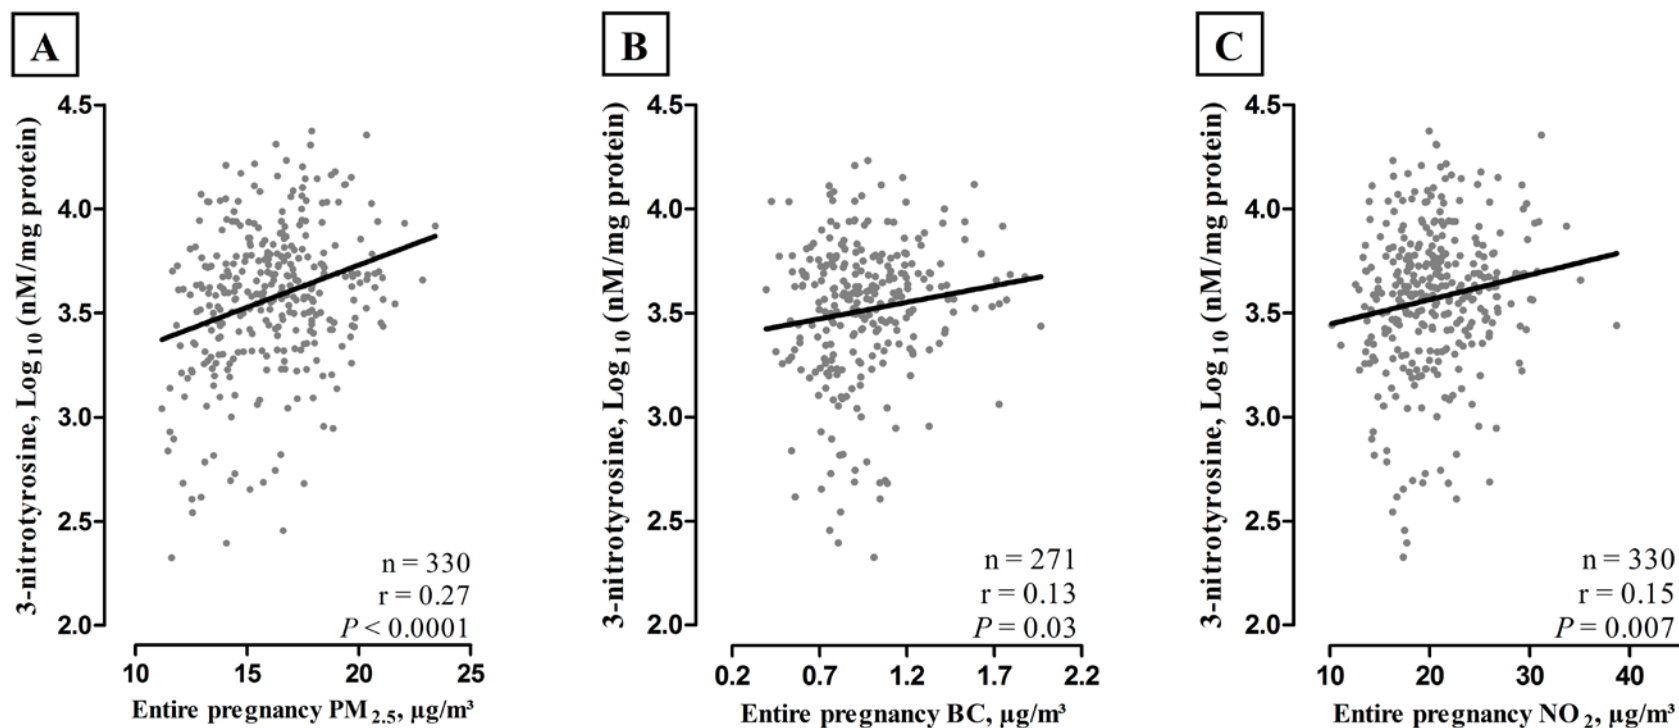 A
3-nitrotyrosine, Log10 (nM/mg protein)
4.5
4.0
3.5
3.0
2.5
2.0
n = 330
r = 0.27
P < 0.0001
10 15 20 25
Entire pregnancy PM2.5, µg/m³
B
3-nitrotyrosine, Log10 (nM/mg protein)
4.5
4.0
3.5
3.0
2.5
2.0
n = 271
r = 0.13
P = 0.03
0.2 0.7 1.2 1.7 2.2
Entire pregnancy BC, µg/m³
C
3-nitrotyrosine, Log10 (nM/mg protein)
4.5
4.0
3.5
3.0
2.5
2.0
n = 330
r = 0.15
P = 0.007
10 20 30 40
Entire pregnancy NO2, µg/m³